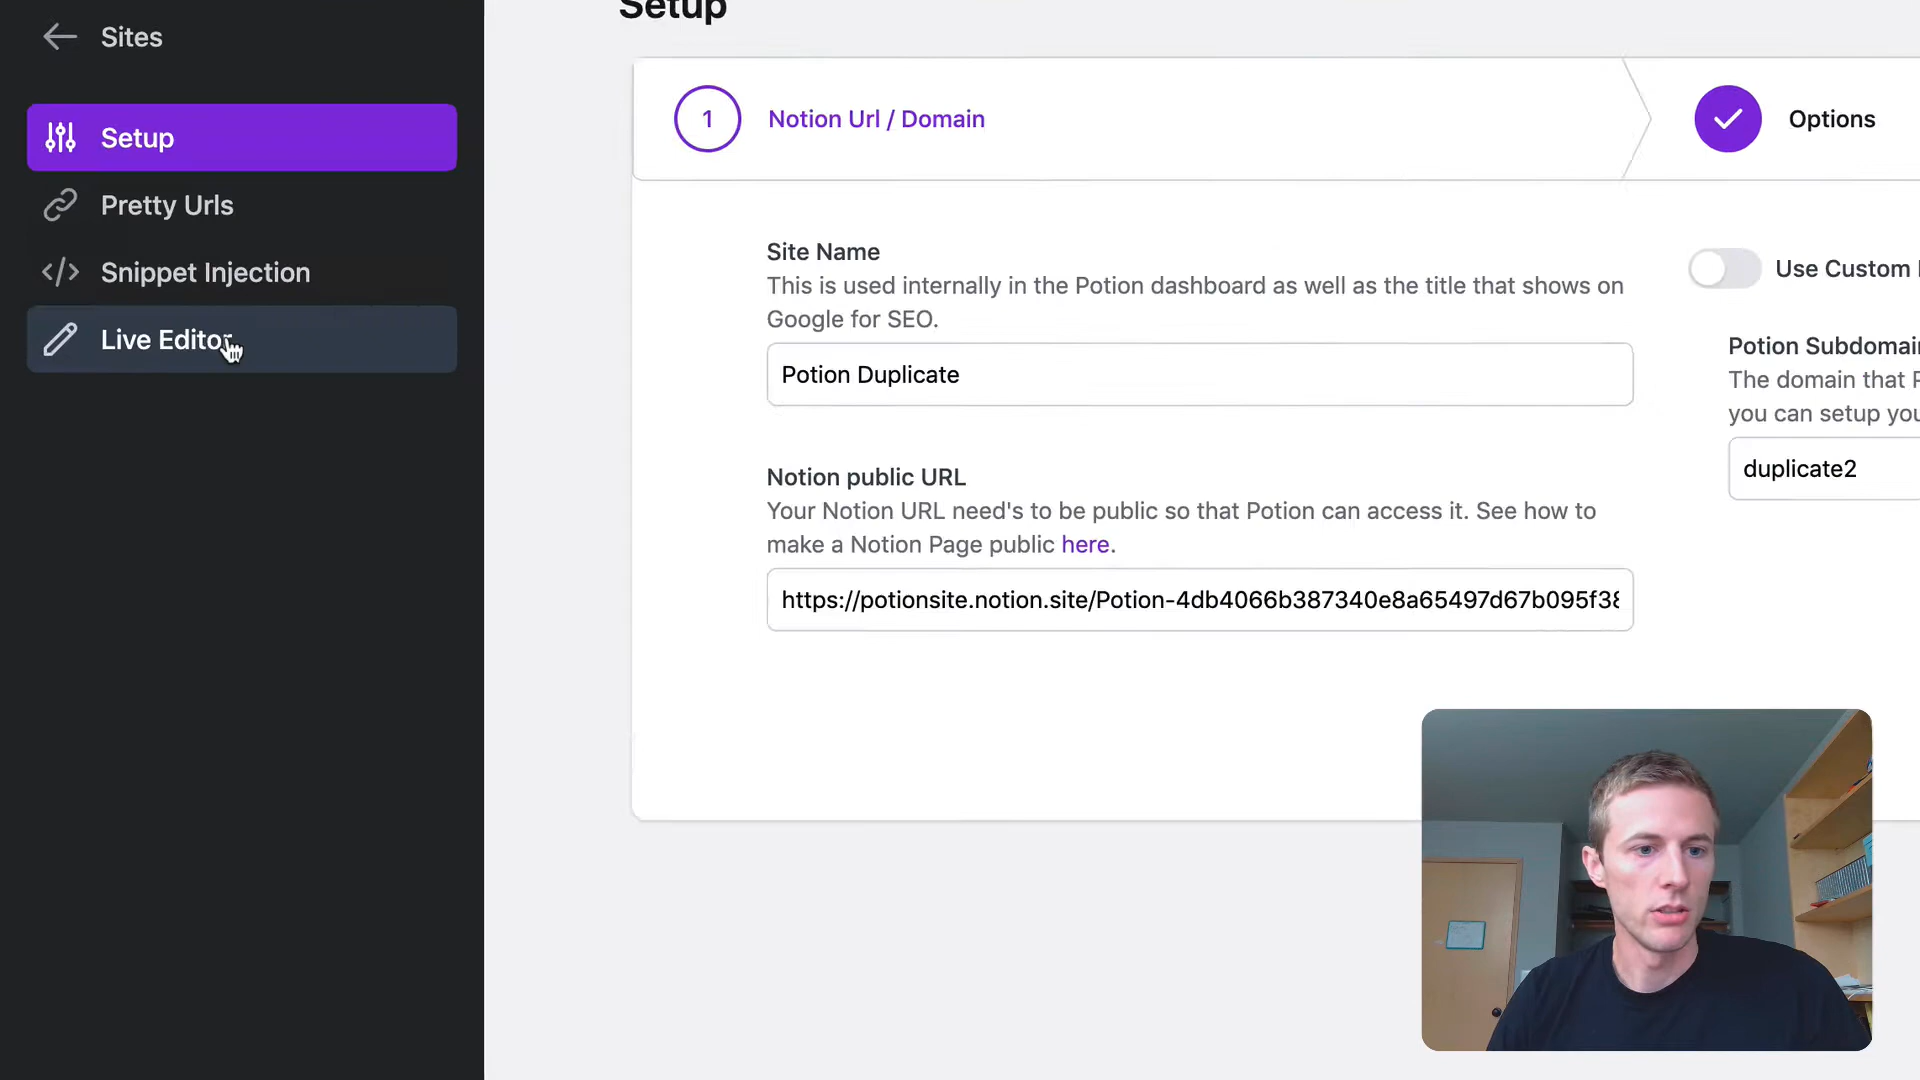 Sites
Setup
Pretty Urls
Snippet Injection
Live Editor
Setup
1
Notion Url / Domain
Options
Site Name
This is used internally in the Potion dashboard as well as the title that shows on
Google for SEO.
Potion Duplicate
Notion public URL
Your Notion URL need's to be public so that Potion can access it. See how to
make a Notion Page public here.
https://potionsite.notion.site/Potion-4db4066b387340e8a65497d67b095f38
Use Custom
Potion Subdomain
The domain that
you can setup you
duplicate2